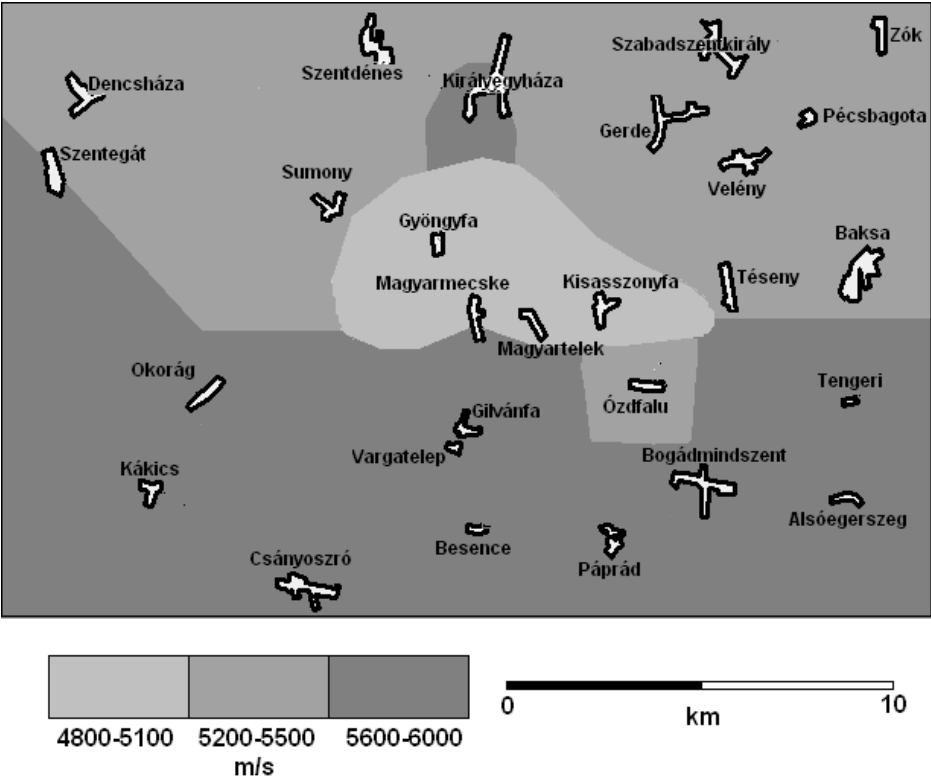 Szentdénes
Szabadszentkirály
Zók
Dencsháza
Királyegyháza
Gerde
Pécsbagota
Szentegát
Sumony
Velény
Gyöngyfa
Baksa
Magyarmecske
Kisasszonyfa
Téseny
Magyartelek
Okorág
Ózdfalu
Tengeri
Gilvánfa
Vargatelep
Bogádmindszent
Kákics
Alsóegerszeg
Besence
Páprád
Csányoszró
4800-5100 5200-5500 5600-6000
m/s
0 10
km